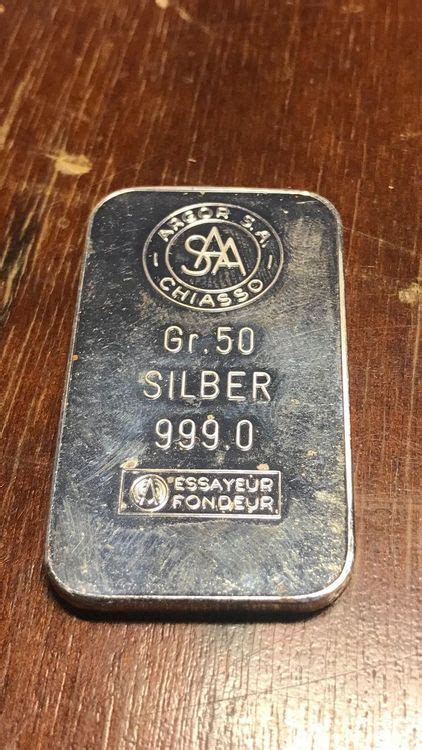 ARGOR S.A.
SAA
CHIASSO
Gr. 50
SILBER
999.0
ESSAYEUR
FONDEUR